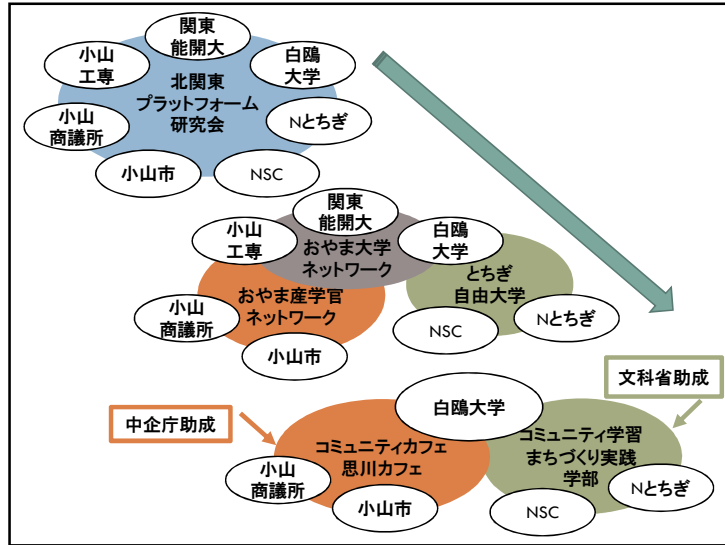 関東
能開大
小山
工専
白鴎
大学
北関東
プラットフォーム
研究会
小山
商議所
Nとちぎ
小山市
NSC
関東
能開大
小山
工専
白鴎
大学
おやま大学
ネットワーク
とちぎ
自由大学
おやま産学官
ネットワーク
小山
商議所
NSC
Nとちぎ
小山市
文科省助成
白鴎大学
中企庁助成
コミュニティカフェ
思川カフェ
コミュニティ学習
まちづくり実践
学部
小山
商議所
Nとちぎ
小山市
NSC